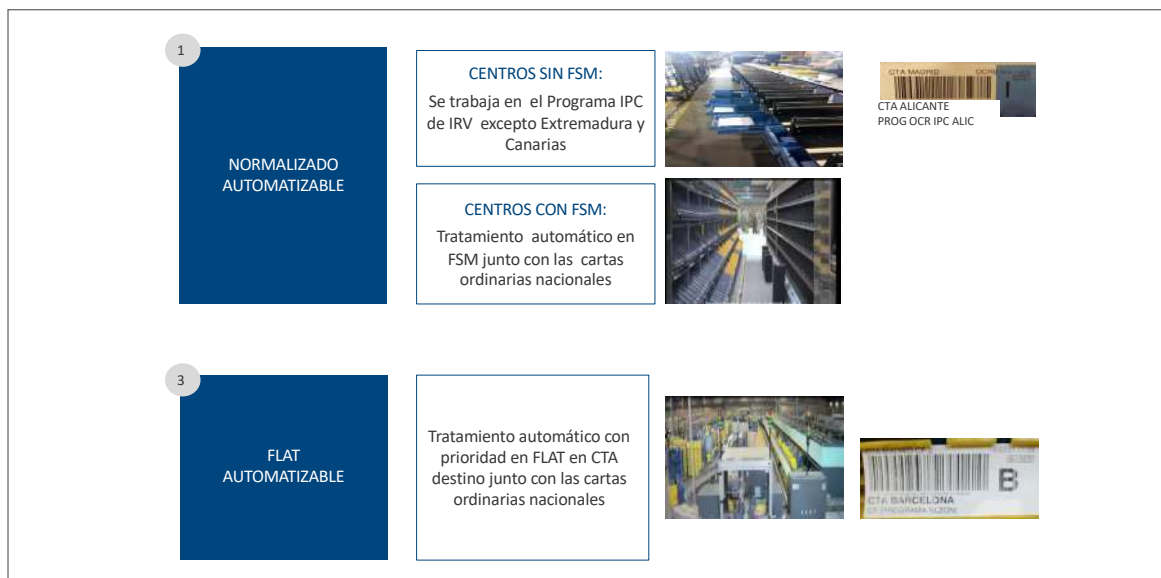 1
NORMALIZADO
AUTOMATIZABLE
CENTROS SIN FSM:
Se trabaja en el Programa IPC
de IRV excepto Extremadura y
Canarias
CTA MADRID
CTA ALICANTE
PROG OCR IPC ALIC
CENTROS CON FSM:
Tratamiento automático en
FSM junto con las cartas
ordinarias nacionales
3
FLAT
AUTOMATIZABLE
Tratamiento automático con
prioridad en FLAT en CTA
destino junto con las cartas
ordinarias nacionales
B
CTA BARCELONA